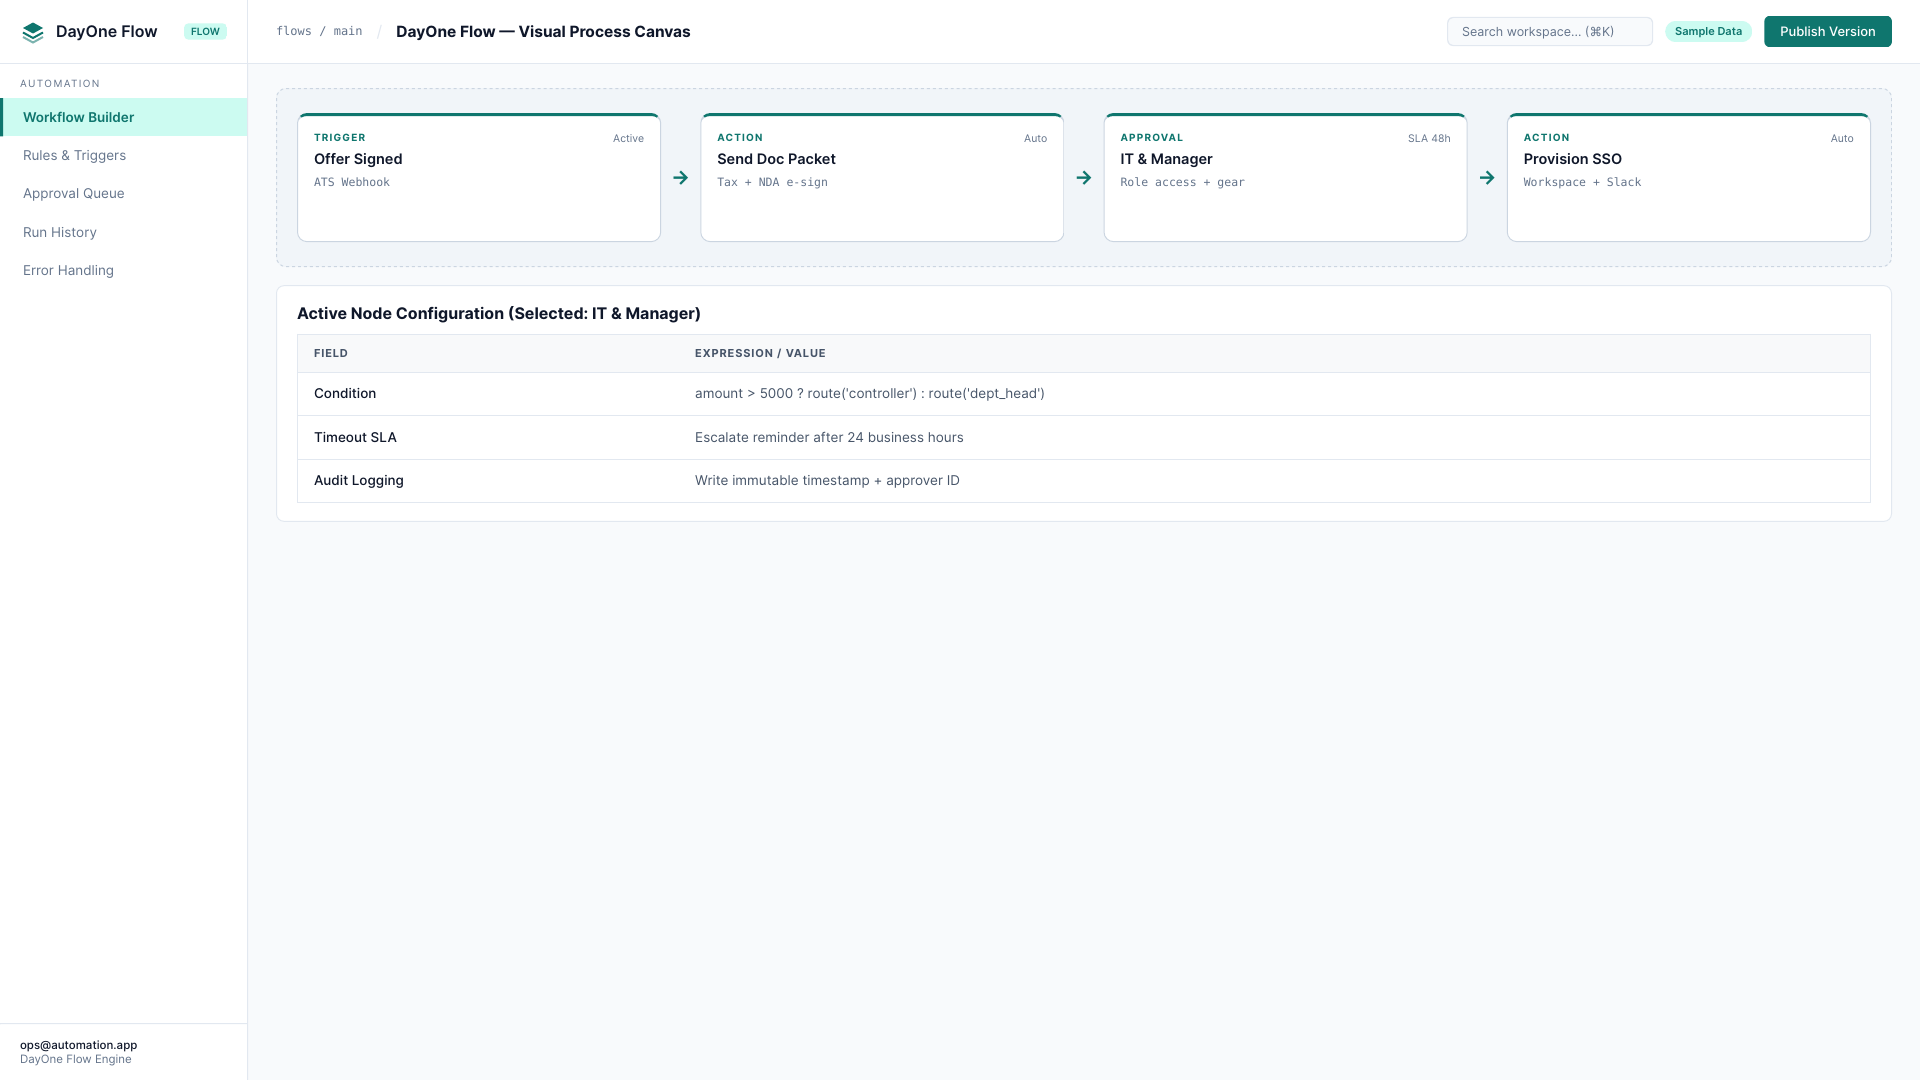 DayOne Flow
FLOW
AUTOMATION
Workflow Builder
Rules & Triggers
Approval Queue
Run History
Error Handling
ops@automation.app
DayOne Flow Engine
flows / main / DayOne Flow — Visual Process Canvas
Search workspace... (⌘K)
Sample Data
Publish Version
TRIGGER
Active
Offer Signed
ATS Webhook
→
ACTION
Auto
Send Doc Packet
Tax + NDA e-sign
→
APPROVAL
SLA 48h
IT & Manager
Role access + gear
→
ACTION
Auto
Provision SSO
Workspace + Slack
Active Node Configuration (Selected: IT & Manager)
FIELD EXPRESSION / VALUE
Condition amount > 5000 ? route('controller') : route('dept_head')
Timeout SLA Escalate reminder after 24 business hours
Audit Logging Write immutable timestamp + approver ID